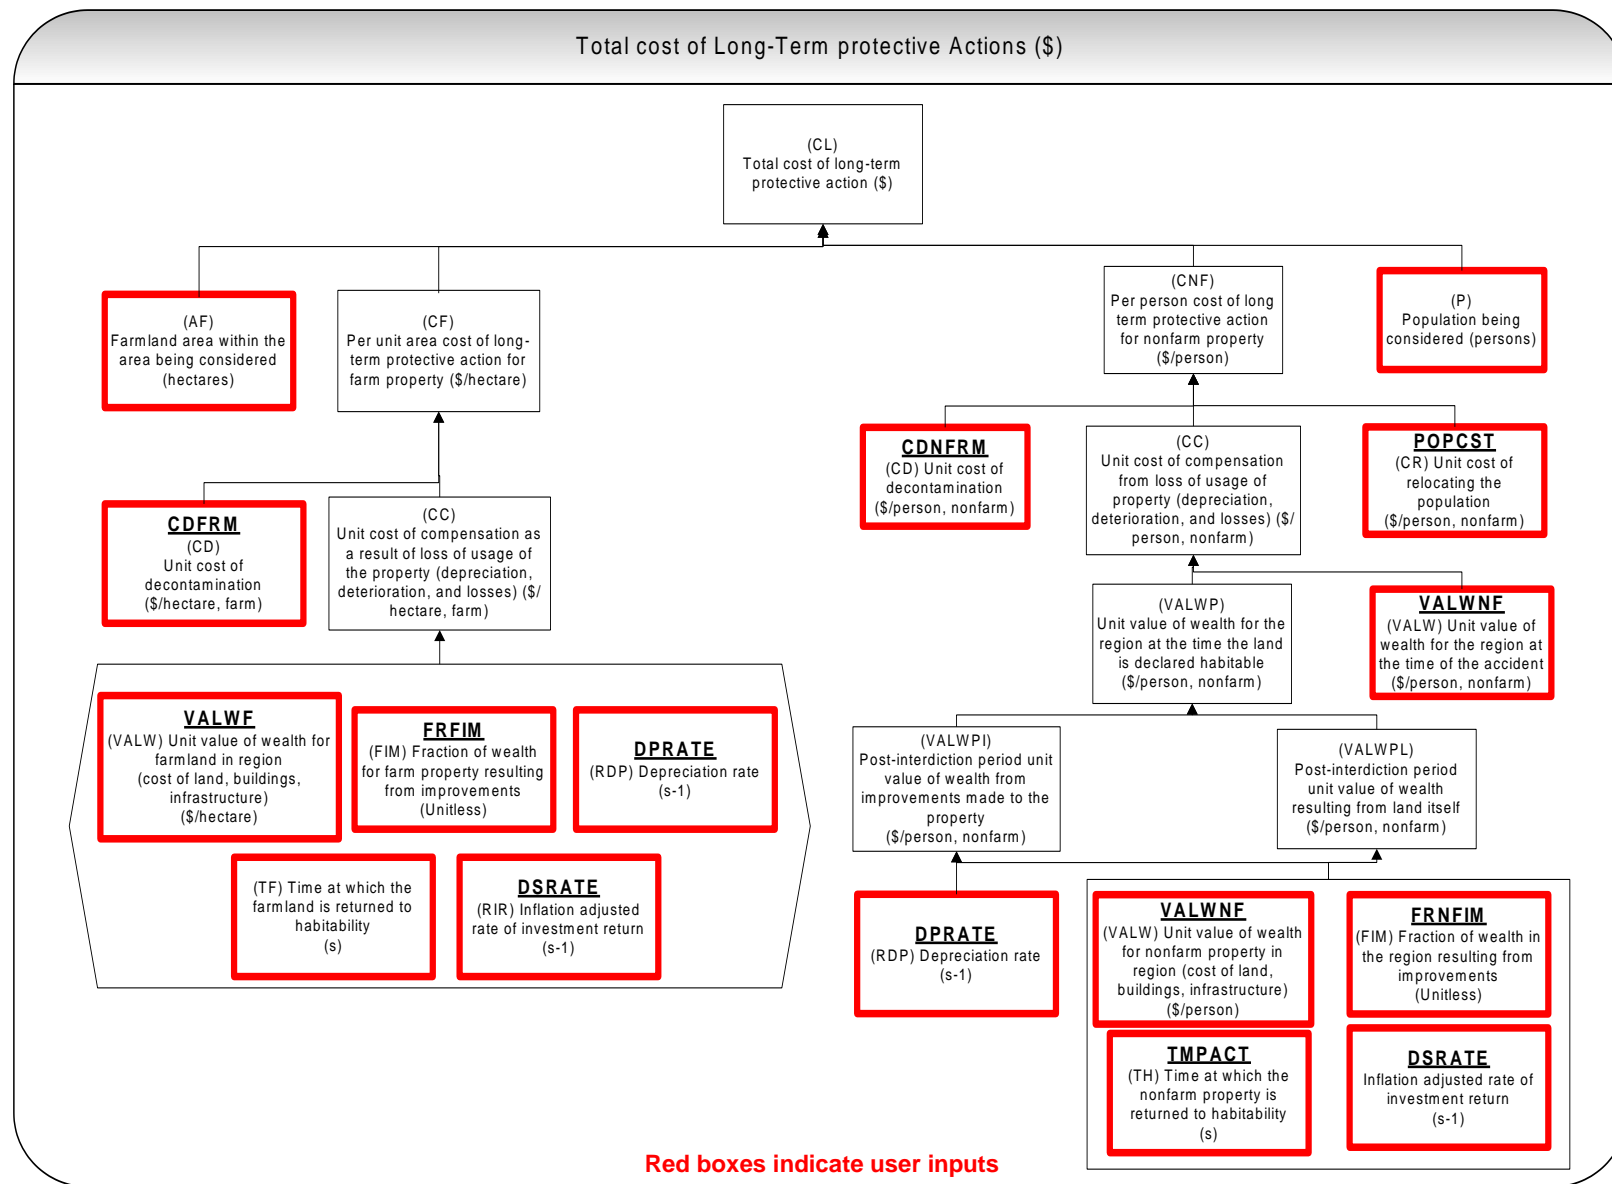 Total cost of Long-Term protective Actions ($)
(CL)
Total cost of long-term
protective action ($)
(AF)
Farmland area within the
area being considered
(hectares)
(CF)
Per unit area cost of long-
term protective action for
farm property ($/hectare)
(CNF)
Per person cost of long
term protective action
for nonfarm property
($/person)
(P)
Population being
considered (persons)
CDFRM
(CD)
Unit cost of
decontamination
($/hectare, farm)
(CC)
Unit cost of compensation as
a result of loss of usage of
the property (depreciation,
deterioration, and losses) ($/
hectare, farm)
CDNFRM
(CD) Unit cost of
decontamination
($/person, nonfarm)
(CC)
Unit cost of compensation
from loss of usage of
property (depreciation,
deterioration, and losses) ($/
person, nonfarm)
POPCST
(CR) Unit cost of
relocating the
population
($/person, nonfarm)
(VALWP)
Unit value of wealth for the
region at the time the land
is declared habitable
($/person, nonfarm)
VALWNF
(VALW) Unit value of
wealth for the region at
the time of the accident
($/person, nonfarm)
VALWF
(VALW) Unit value of wealth for
farmland in region
(cost of land, buildings,
infrastructure)
($/hectare)
FRFIM
(FIM) Fraction of wealth
for farm property resulting
from improvements
(Unitless)
DPRATE
(RDP) Depreciation rate
(s-1)
(TF) Time at which the
farmland is returned to
habitability
(s)
DSRATE
(RIR) Inflation adjusted
rate of investment return
(s-1)
(VALWPI)
Post-interdiction period unit
value of wealth from
improvements made to the
property
($/person, nonfarm)
(VALWPL)
Post-interdiction period
unit value of wealth
resulting from land itself
($/person, nonfarm)
DPRATE
(RDP) Depreciation rate
(s-1)
VALWNF
(VALW) Unit value of wealth
for nonfarm property in
region (cost of land,
buildings, infrastructure)
($/person)
FRNFIM
(FIM) Fraction of wealth in
the region resulting from
improvements
(Unitless)
TMPACT
(TH) Time at which the
nonfarm property is
returned to habitability
(s)
DSRATE
Inflation adjusted rate of
investment return
(s-1)
Red boxes indicate user inputs